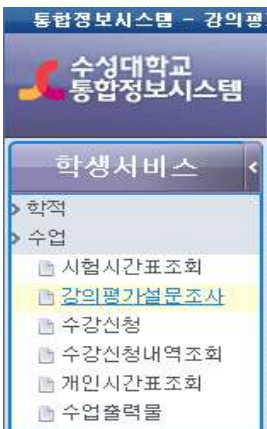 통합정보시스템 - 강의평
수성대학교
통합정보시스템
학생서비스
학적
수업
시험시간표조회
강의평가설문조사
수강신청
수강신청내역조회
개인시간표조회
수업출력물